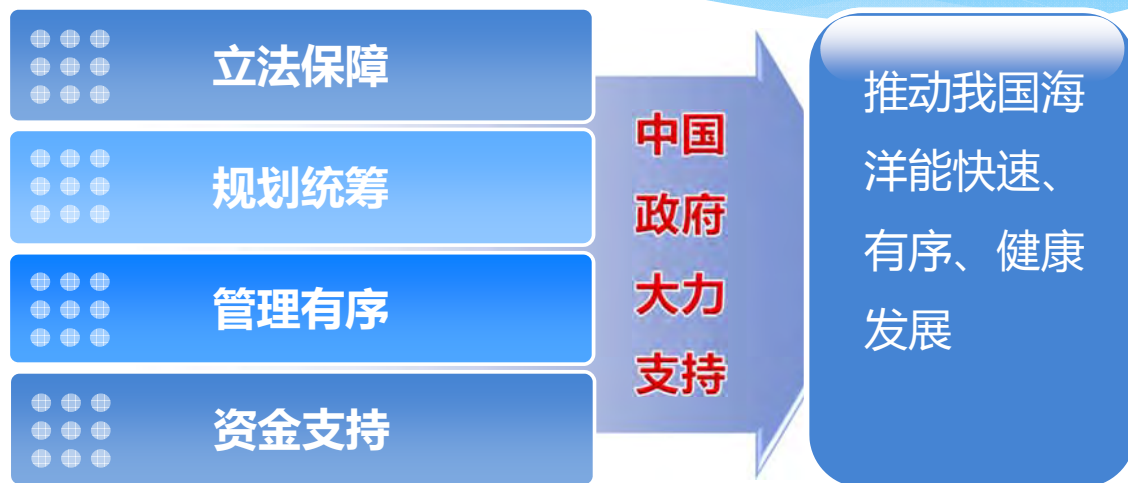 立法保障
规划统筹
管理有序
资金支持
中国
政府
大力
支持
推动我国海
洋能快速、
有序、健康
发展